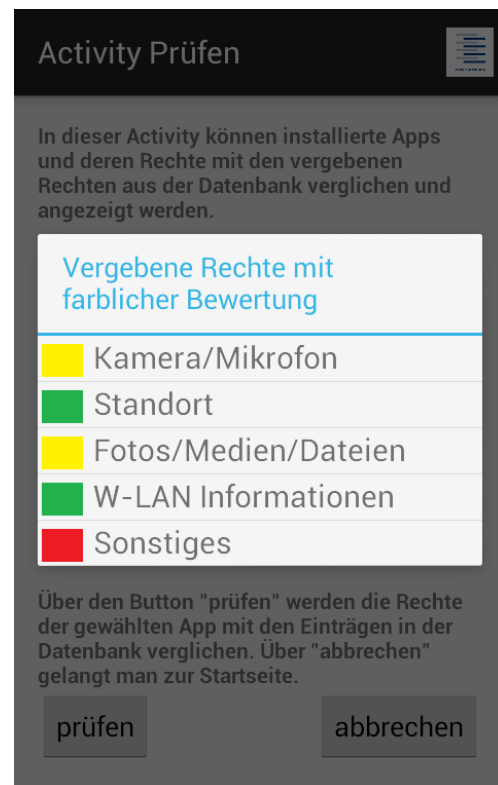 Activity Prüfen
In dieser Activity können installierte Apps
und deren Rechte mit den vergebenen
Rechten aus der Datenbank verglichen und
angezeigt werden.
Vergebene Rechte mit
farblicher Bewertung
Kamera/Mikrofon
Standort
Fotos/Medien/Dateien
W-LAN Informationen
Sonstiges
Über den Button "prüfen" werden die Rechte
der gewählten App mit den Einträgen in der
Datenbank verglichen. Über "abbrechen"
gelangt man zur Startseite.
prüfen abbrechen